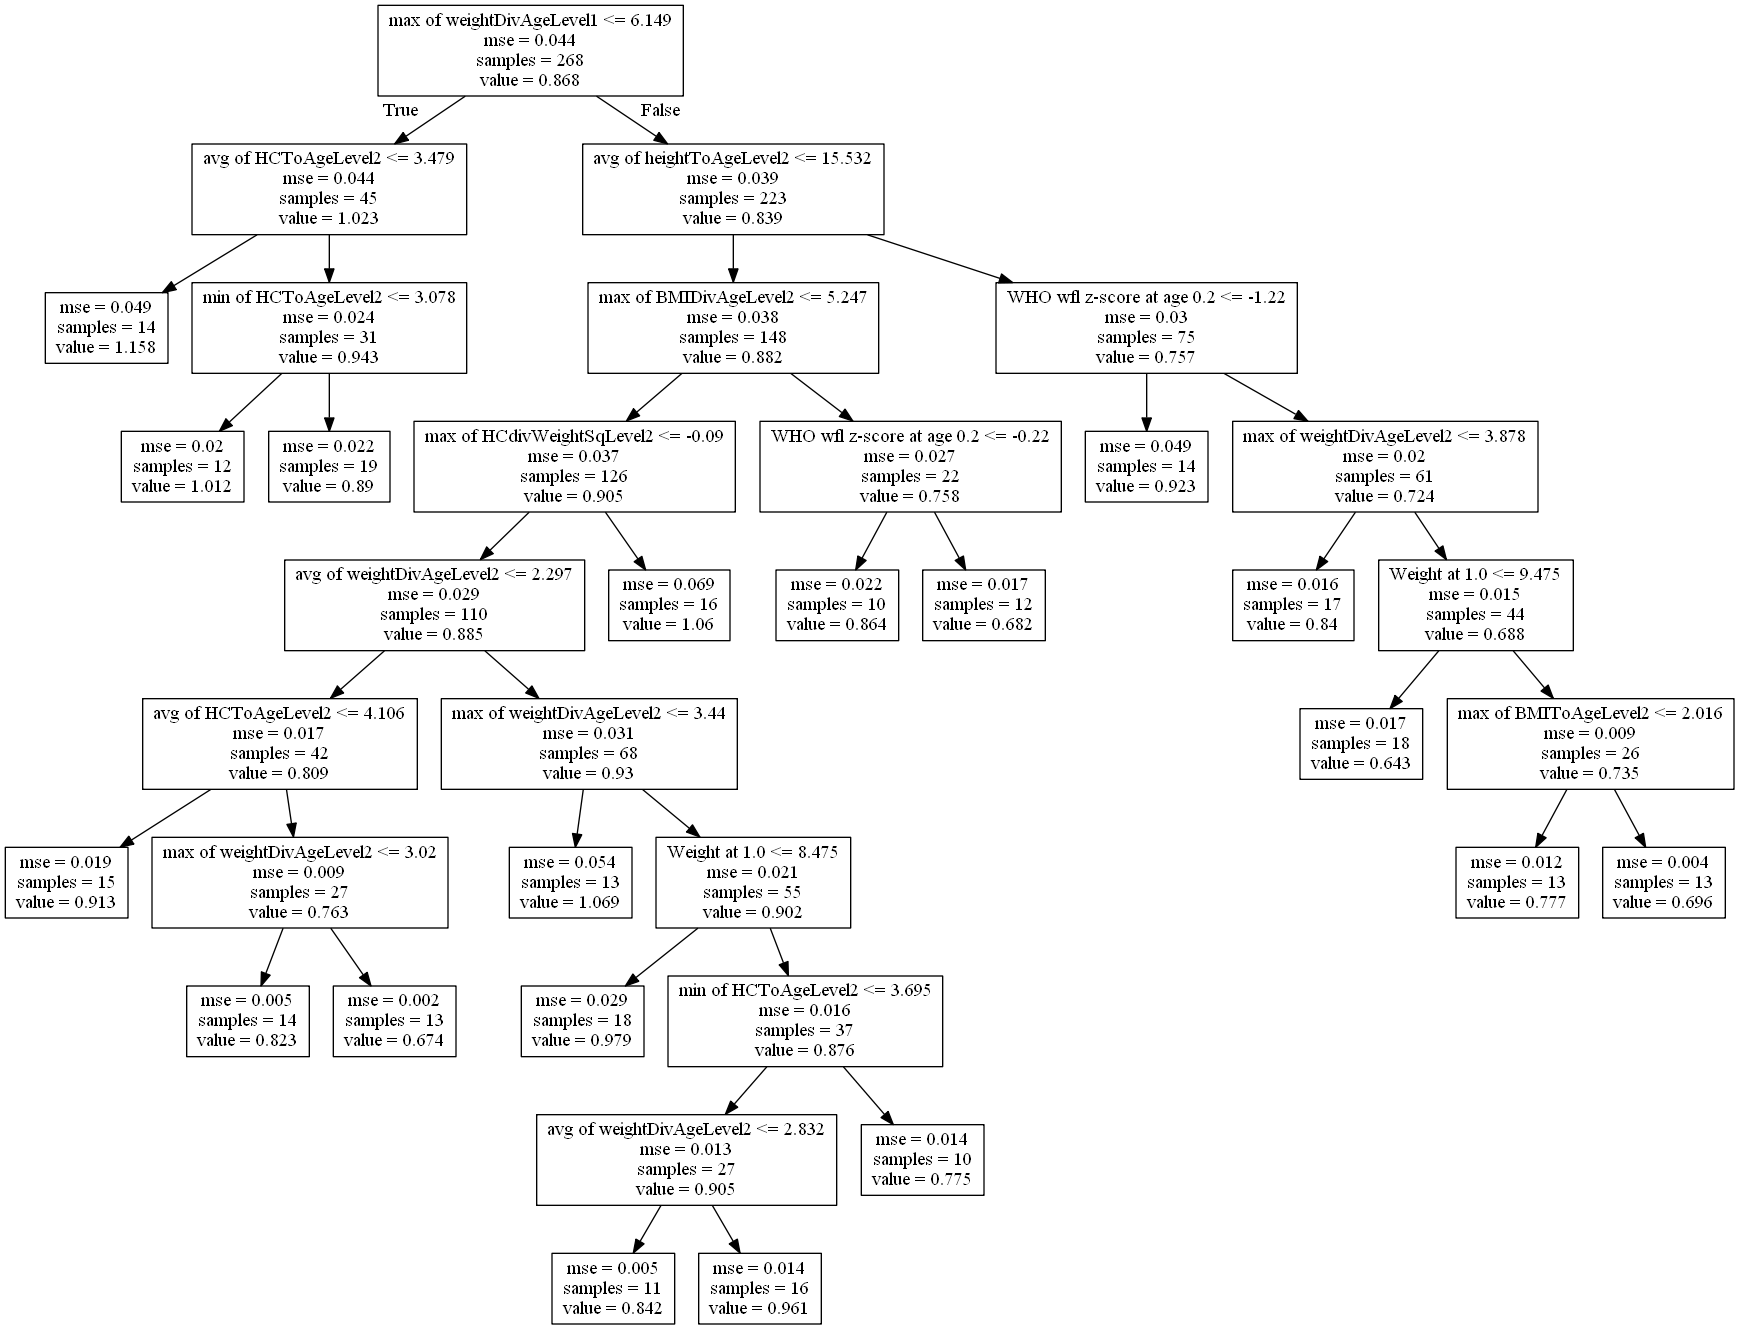 max of weightDivAgeLevel1 <= 6.149
mse = 0.044
samples = 268
value = 0.868
True
False
avg of HCToAgeLevel2 <= 3.479
mse = 0.044
samples = 45
value = 1.023
avg of heightToAgeLevel2 <= 15.532
mse = 0.039
samples = 223
value = 0.839
mse = 0.049
samples = 14
value = 1.158
min of HCToAgeLevel2 <= 3.078
mse = 0.024
samples = 31
value = 0.943
max of BMIDivAgeLevel2 <= 5.247
mse = 0.038
samples = 148
value = 0.882
WHO wfl z-score at age 0.2 <= -1.22
mse = 0.03
samples = 75
value = 0.757
mse = 0.02
samples = 12
value = 1.012
mse = 0.022
samples = 19
value = 0.89
max of HCdivWeightSqLevel2 <= -0.09
mse = 0.037
samples = 126
value = 0.905
WHO wfl z-score at age 0.2 <= -0.22
mse = 0.027
samples = 22
value = 0.758
mse = 0.049
samples = 14
value = 0.923
max of weightDivAgeLevel2 <= 3.878
mse = 0.02
samples = 61
value = 0.724
avg of weightDivAgeLevel2 <= 2.297
mse = 0.029
samples = 110
value = 0.885
mse = 0.069
samples = 16
value = 1.06
mse = 0.022
samples = 10
value = 0.864
mse = 0.017
samples = 12
value = 0.682
mse = 0.016
samples = 17
value = 0.84
Weight at 1.0 <= 9.475
mse = 0.015
samples = 44
value = 0.688
avg of HCToAgeLevel2 <= 4.106
mse = 0.017
samples = 42
value = 0.809
max of weightDivAgeLevel2 <= 3.44
mse = 0.031
samples = 68
value = 0.93
mse = 0.017
samples = 18
value = 0.643
max of BMIToAgeLevel2 <= 2.016
mse = 0.009
samples = 26
value = 0.735
mse = 0.019
samples = 15
value = 0.913
max of weightDivAgeLevel2 <= 3.02
mse = 0.009
samples = 27
value = 0.763
mse = 0.054
samples = 13
value = 1.069
Weight at 1.0 <= 8.475
mse = 0.021
samples = 55
value = 0.902
mse = 0.012
samples = 13
value = 0.777
mse = 0.004
samples = 13
value = 0.696
mse = 0.005
samples = 14
value = 0.823
mse = 0.002
samples = 13
value = 0.674
mse = 0.029
samples = 18
value = 0.979
min of HCToAgeLevel2 <= 3.695
mse = 0.016
samples = 37
value = 0.876
avg of weightDivAgeLevel2 <= 2.832
mse = 0.013
samples = 27
value = 0.905
mse = 0.014
samples = 10
value = 0.775
mse = 0.005
samples = 11
value = 0.842
mse = 0.014
samples = 16
value = 0.961